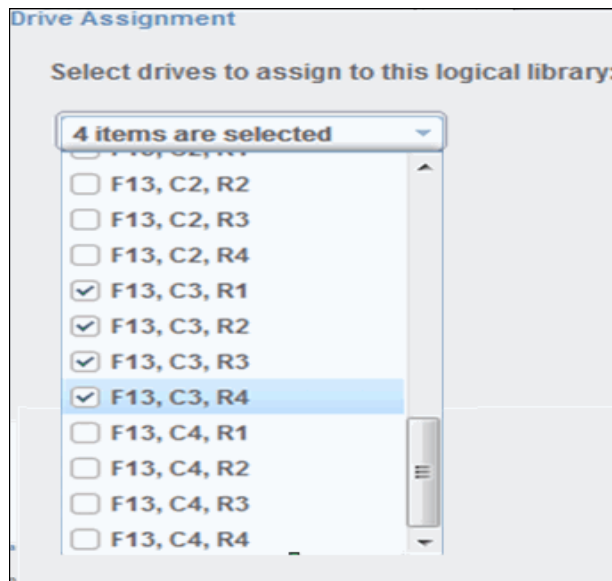 Drive Assignment
Select drives to assign to this logical library:
4 items are selected
F13, C2, R2
F13, C2, R3
F13, C2, R4
F13, C3, R1
F13, C3, R2
F13, C3, R3
F13, C3, R4
F13, C4, R1
F13, C4, R2
F13, C4, R3
F13, C4, R4